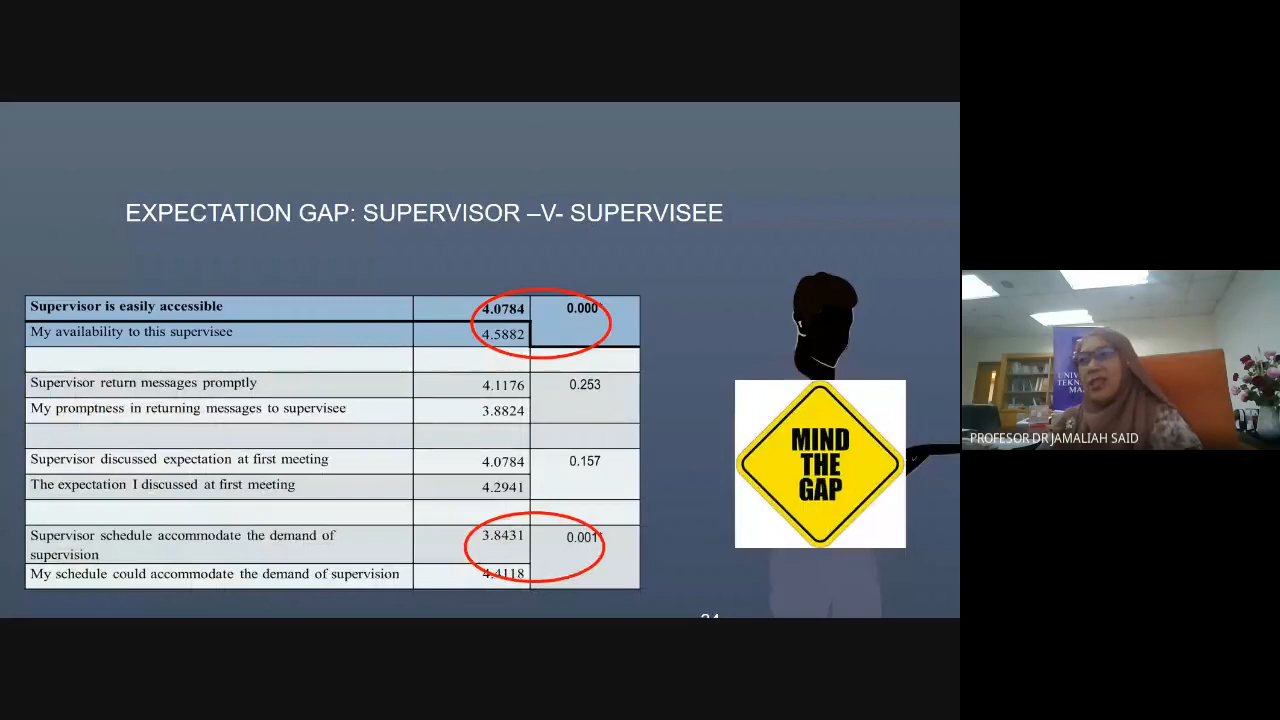 EXPECTATION GAP: SUPERVISOR –V- SUPERVISEE
Supervisor is easily accessible 4.0784 0.000
My availability to this supervisee 4.5882
Supervisor return messages promptly 4.1176 0.253
My promptness in returning messages to supervisee 3.8824
Supervisor discussed expectation at first meeting 4.0784 0.157
The expectation I discussed at first meeting 4.2941
Supervisor schedule accommodate the demand of 3.8431 0.001
supervision
My schedule could accommodate the demand of supervision 4.4118
MIND
THE
GAP
PROFESOR DR JAMALIAH SAID